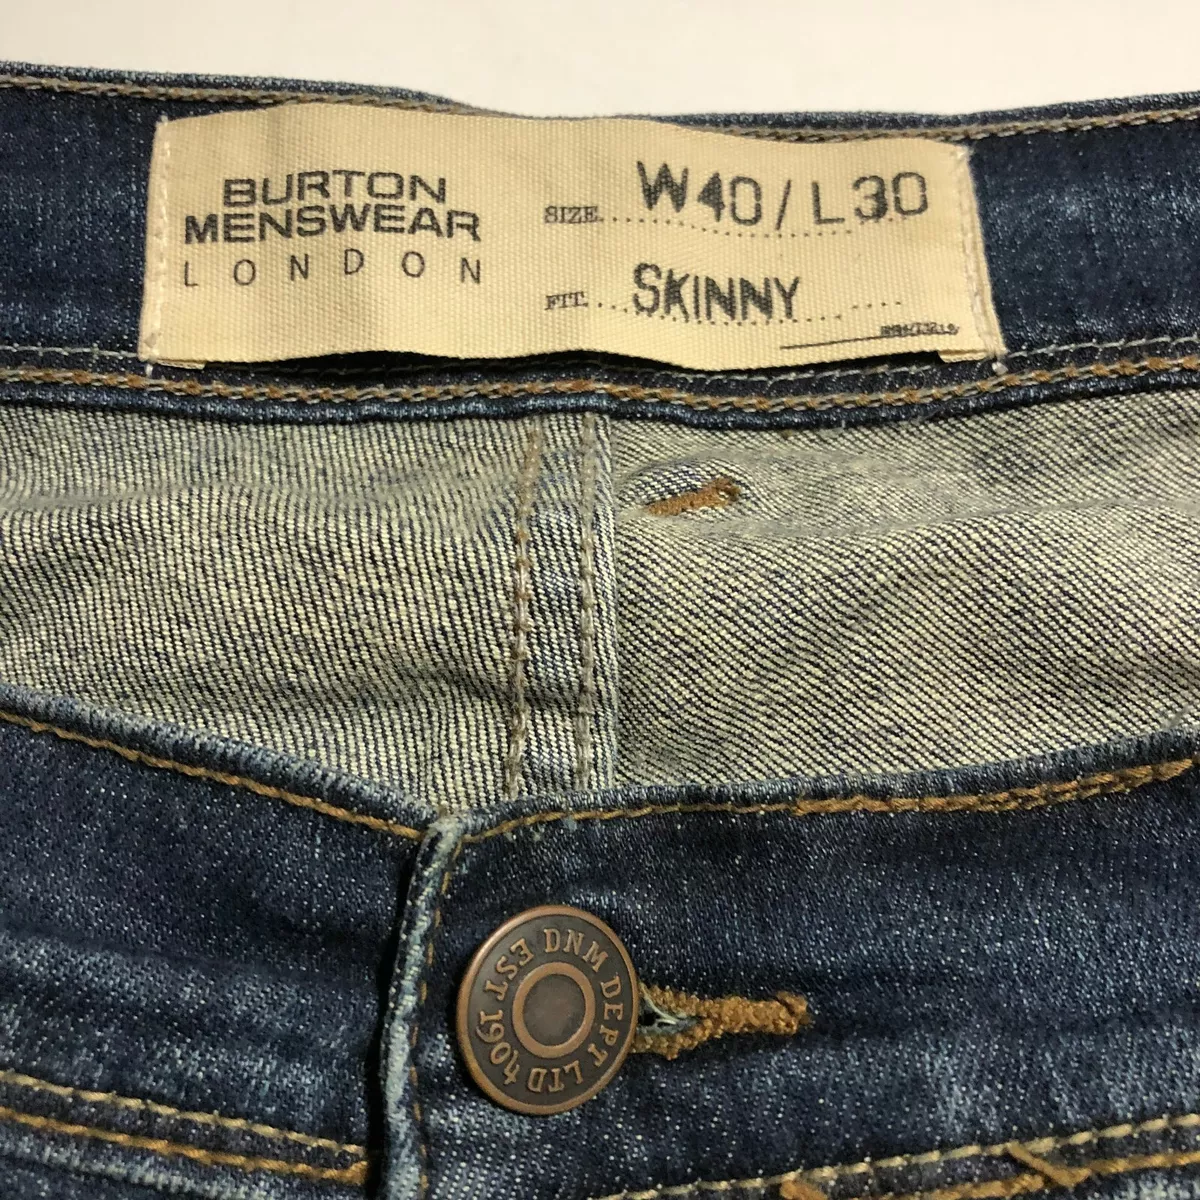 BURTON
MENSWEAR
LONDON
SIZE..... W40/L30
FIT.... SKINNY ....
DNM DEPT LTD EST 1904